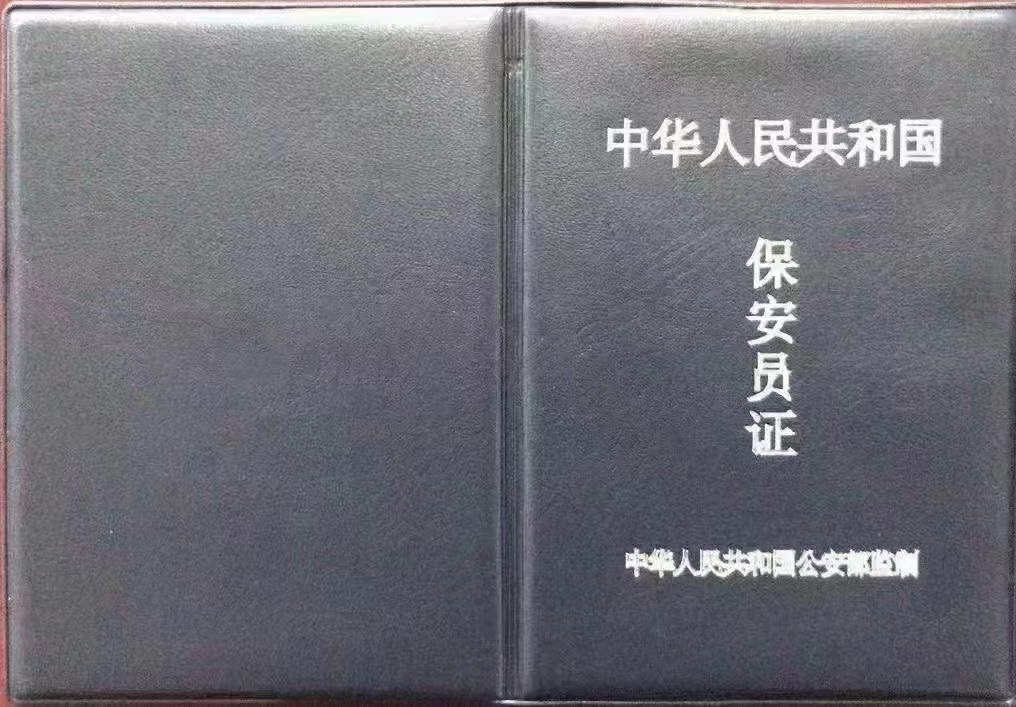 中华人民共和国
保安员证
中华人民共和国公安部监制